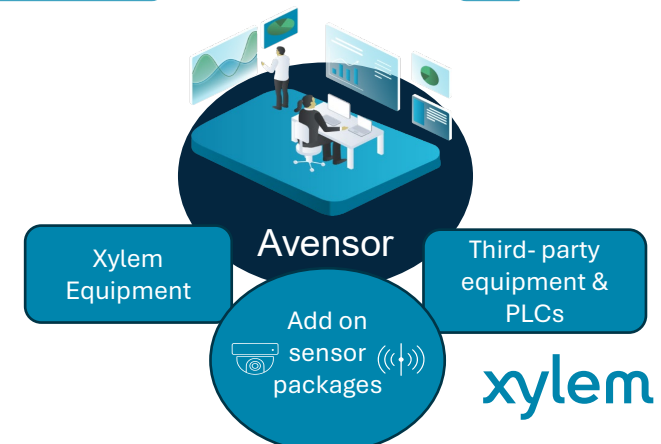 Avensor
Xylem
Equipment
Third- party
equipment &
PLCs
Add on
sensor
packages
xylem